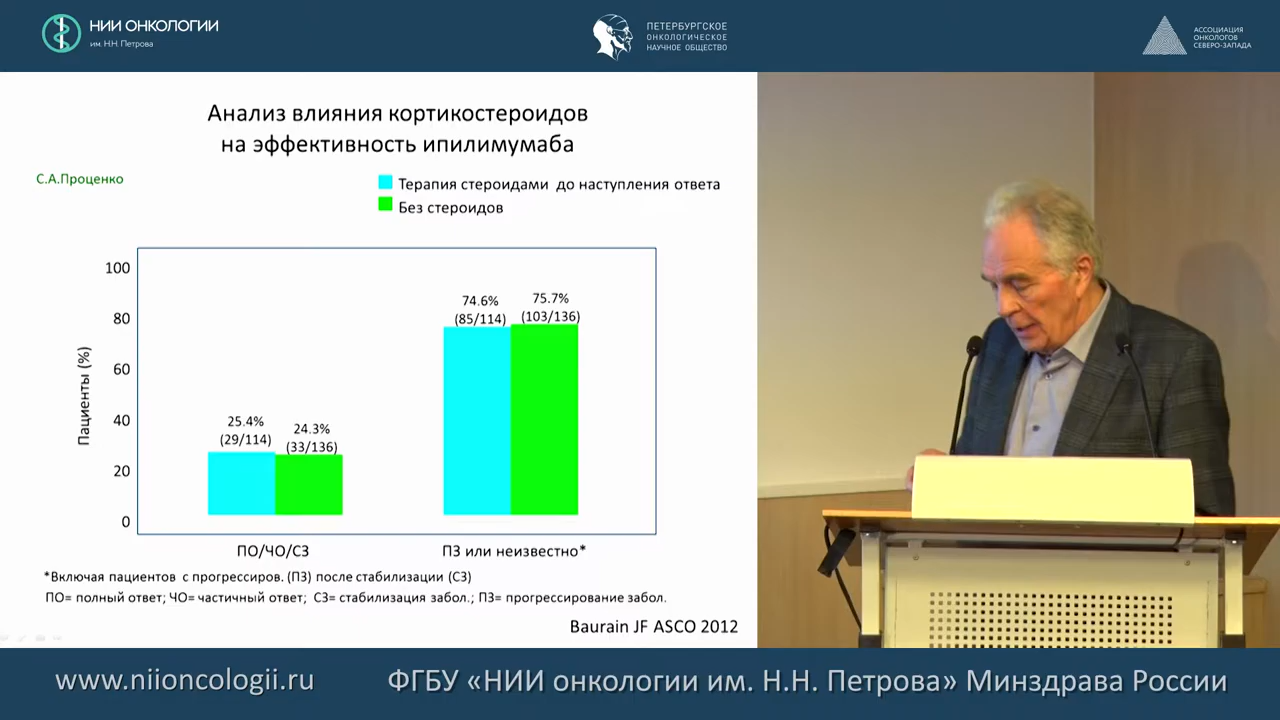 НИИ ОНКОЛОГИИ
им. Н.Н. Петрова
ПЕТЕРБУРГСКОЕ
ОНКОЛОГИЧЕСКОЕ
НАУЧНОЕ ОБЩЕСТВО
АССОЦИАЦИЯ
ОНКОЛОГОВ
СЕВЕРО-ЗАПАДА
Анализ влияния кортикостероидов
на эффективность ипилимумаба
С.А.Проценко
Терапия стероидами до наступления ответа
Без стероидов
Пациенты (%)
100
80
60
40
20
0
25.4%
(29/114)
24.3%
(33/136)
74.6%
(85/114)
75.7%
(103/136)
ПО/ЧО/СЗ
ПЗ или неизвестно*
*Включая пациентов с прогрессиров. (ПЗ) после стабилизации (СЗ)
ПО= полный ответ; ЧО= частичный ответ; СЗ= стабилизация забол.; ПЗ= прогрессирование забол.
Baurain JF ASCO 2012
www.niioncologii.ru
ФГБУ «НИИ онкологии им. Н.Н. Петрова» Минздрава России